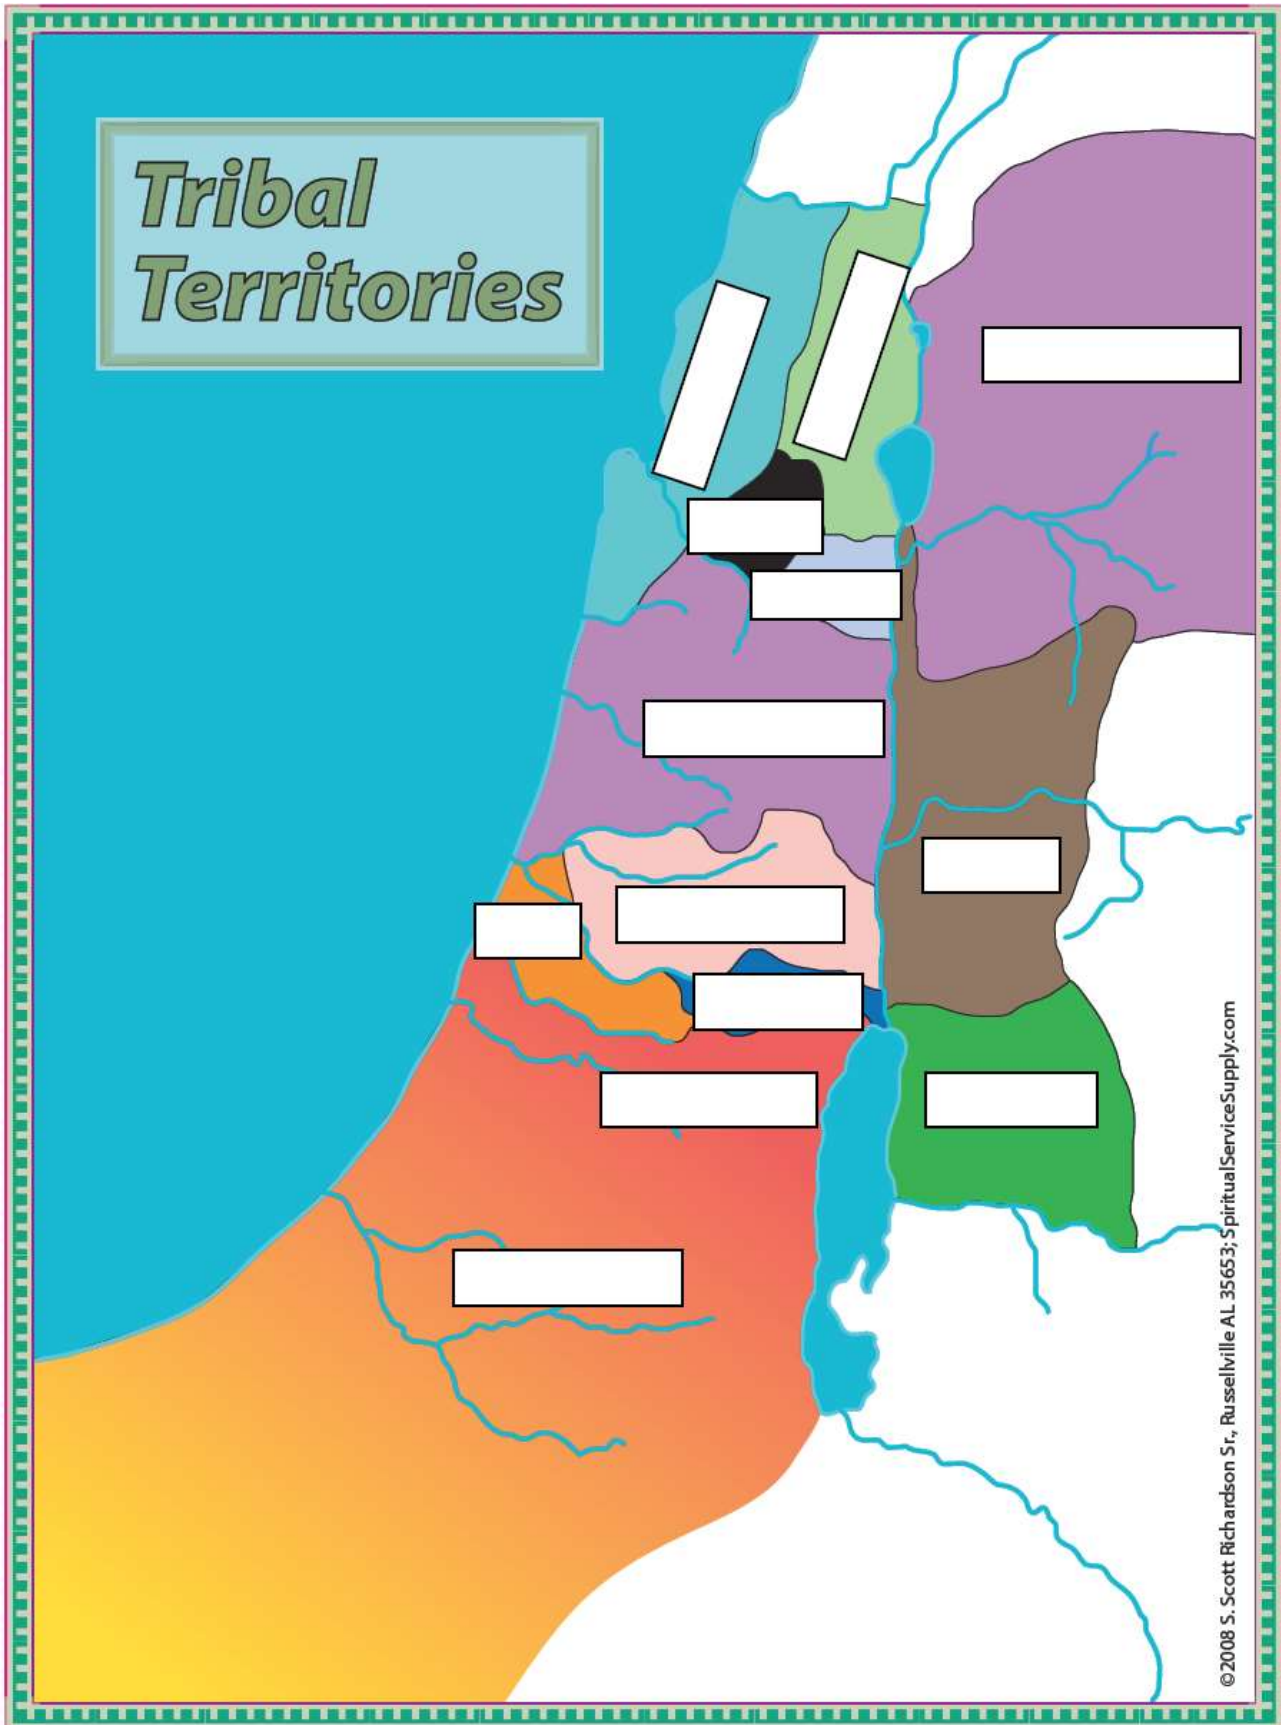 Tribal
Territories
©2008 S. Scott Richardson Sr., Russellville AL 35653; SpiritualServiceSupply.com